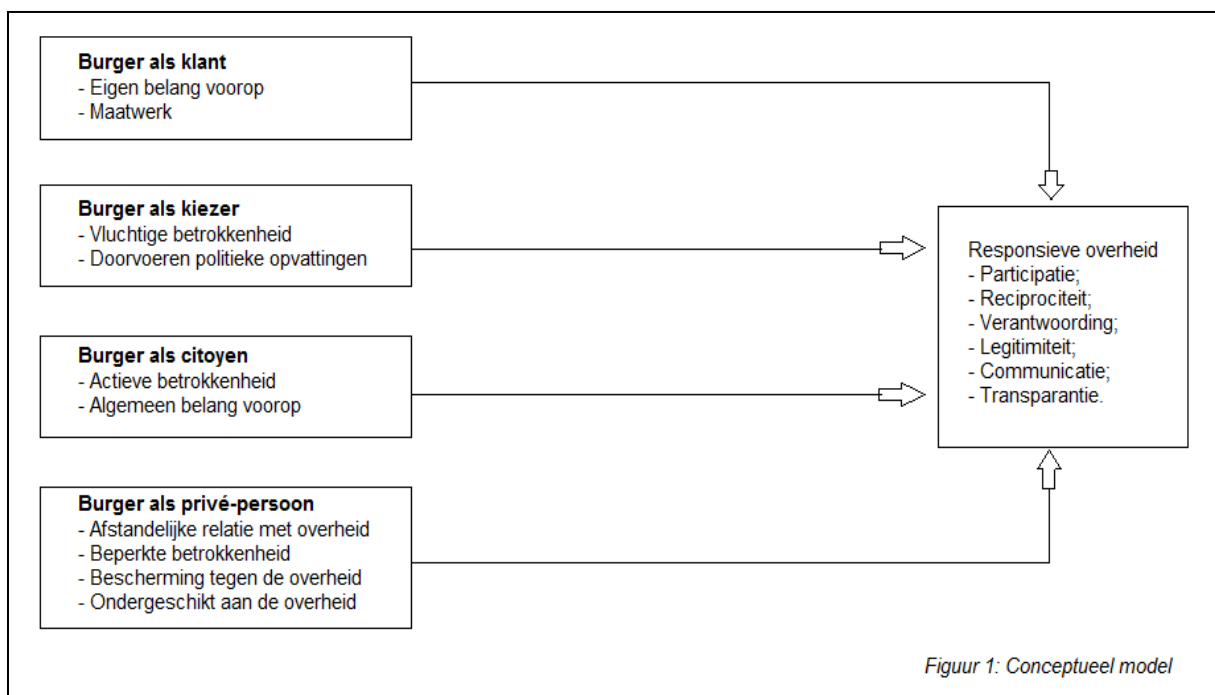 Burger als klant
- Eigen belang voorop
- Maatwerk
Burger als kiezer
- Vluchtige betrokkenheid
- Doorvoeren politieke opvattingen
Burger als citoyen
- Actieve betrokkenheid
- Algemeen belang voorop
Burger als privé-persoon
- Afstandelijke relatie met overheid
- Beperkte betrokkenheid
- Bescherming tegen de overheid
- Ondergeschikt aan de overheid
Responsieve overheid
- Participatie;
- Reciprociteit;
- Verantwoording;
- Legitimiteit;
- Communicatie;
- Transparantie.
Figuur 1: Conceptueel model